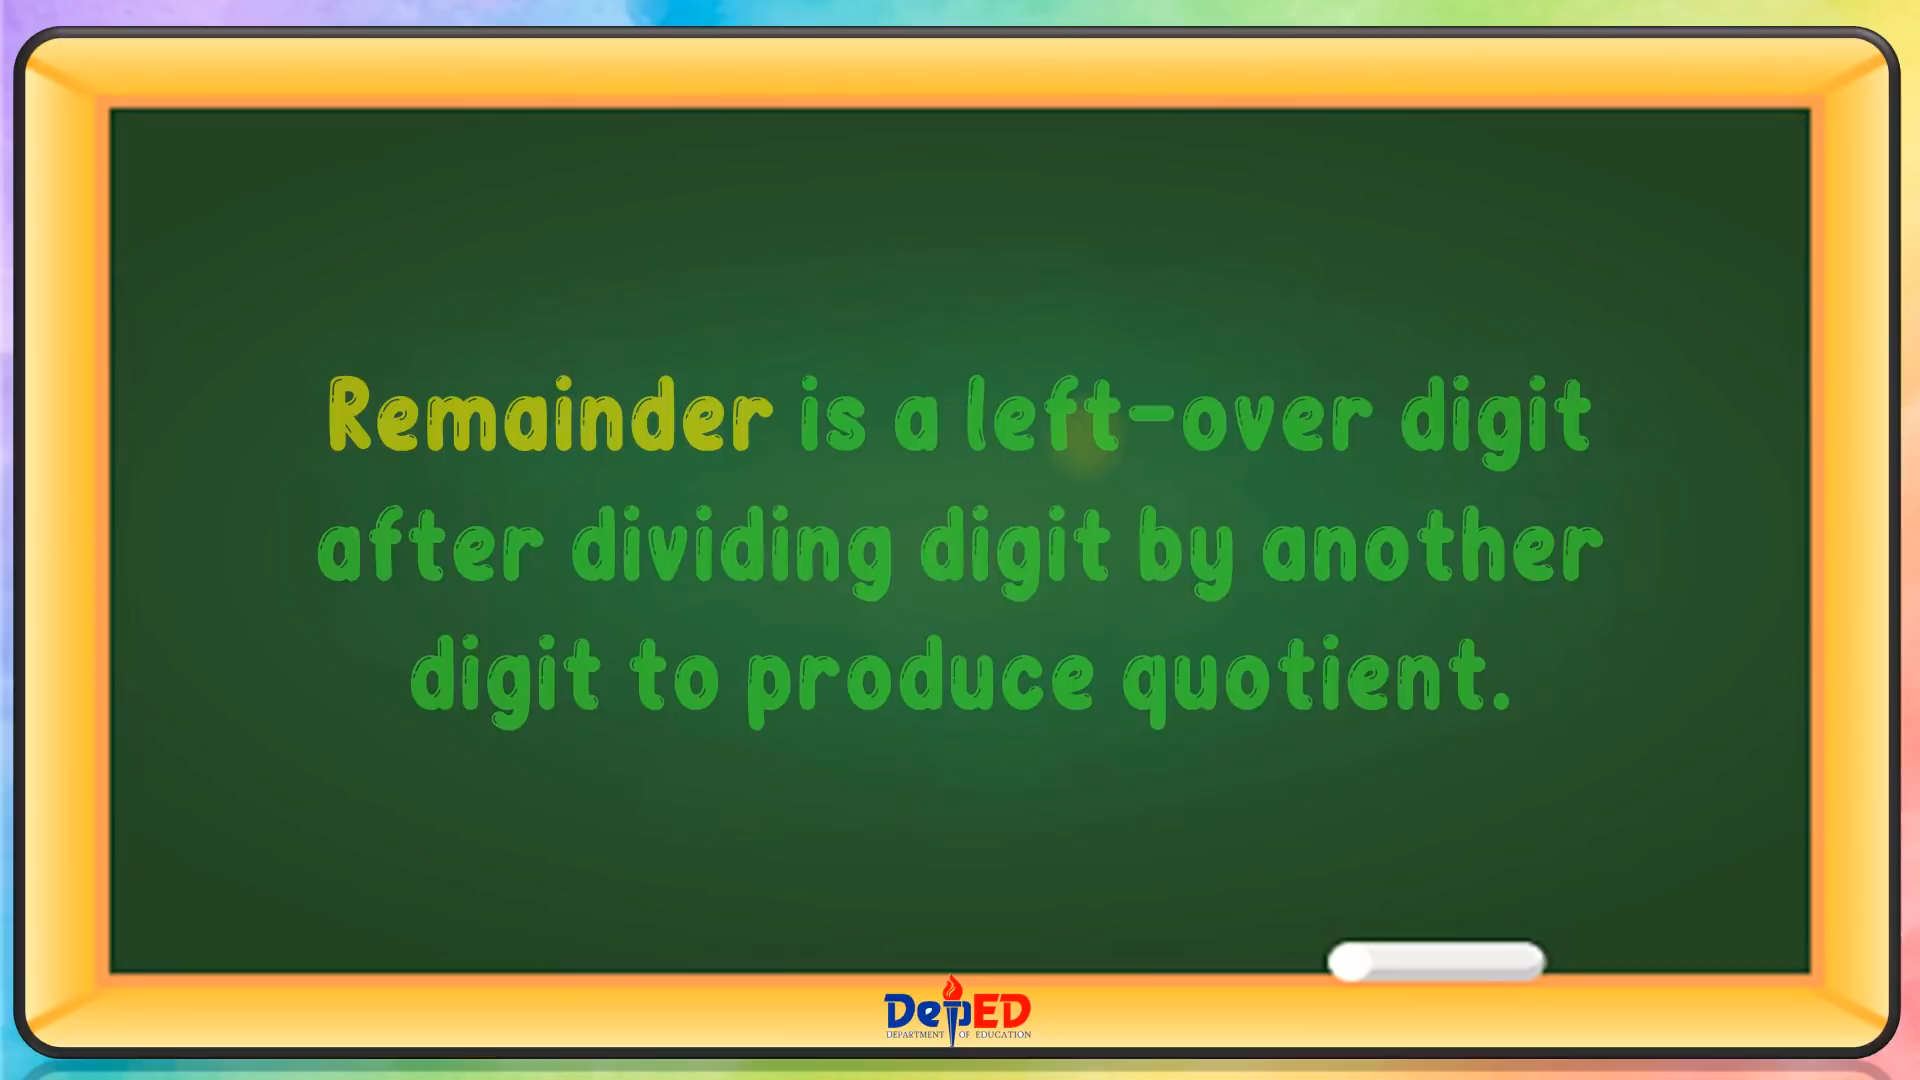 Remainder is a left-over digit
after dividing digit by another
digit to produce quotient.
DepED
DEPARTMENT OF EDUCATION